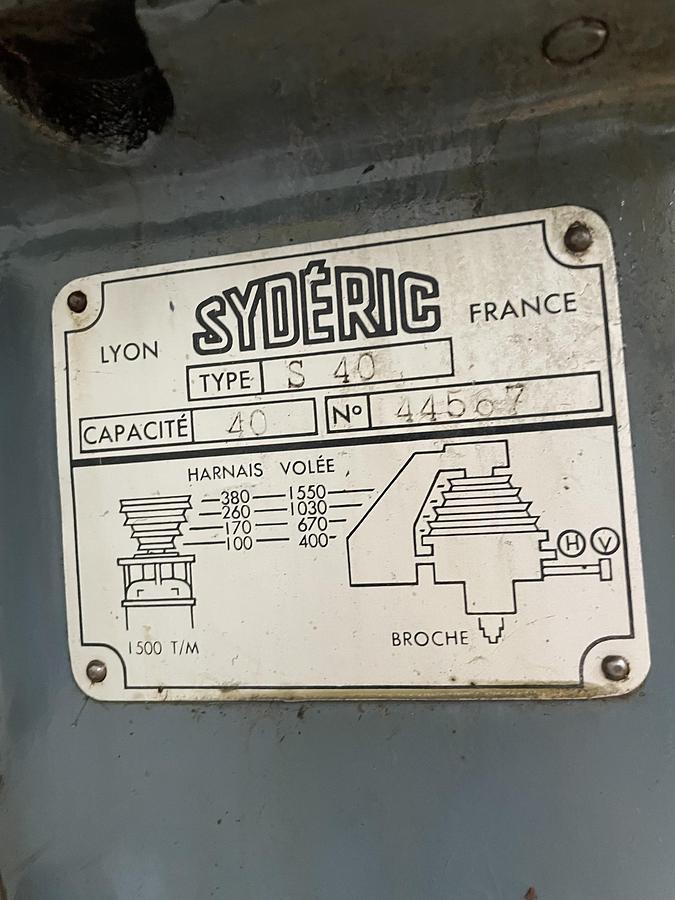 SYDÉRIC
LYON
FRANCE
TYPE S 40
CAPACITÉ 40 Nº 44567
HARNAIS VOLÉE
380 1550
260 1030
170 670
100 400
H V
1500 T/M
BROCHE